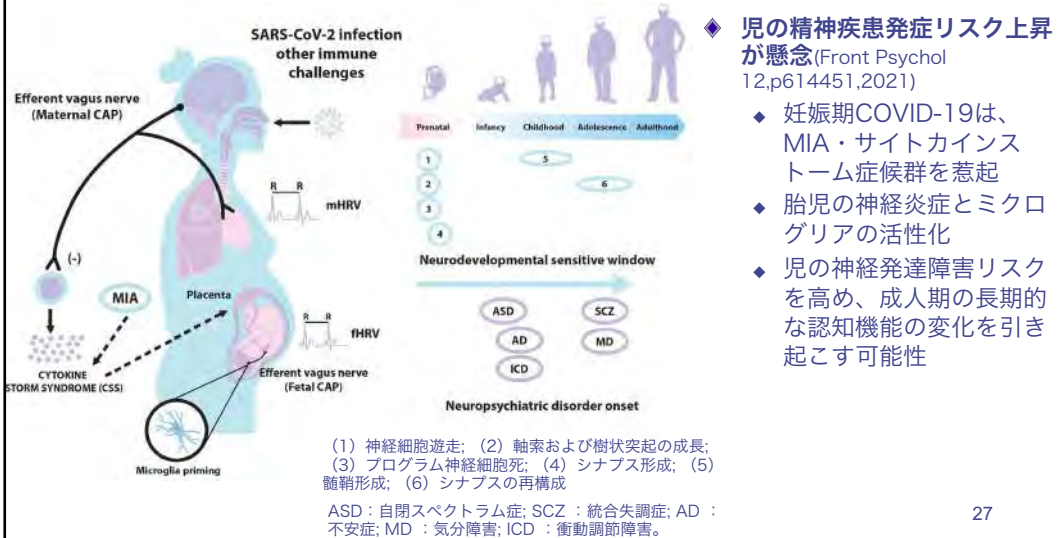 SARS-CoV-2 infection
other immune
challenges
Efferent vagus nerve
(Maternal CAP)
R R
mHRV
(-)
MIA
Placenta
R R
fHRV
CYTOKINE
STORM SYNDROME (CSS)
Efferent vagus nerve
(Fetal CAP)
Microglia priming
Prenatal Infancy Childhood Adolescence Adulthood
1
5
2
6
3
4
Neurodevelopmental sensitive window
ASD SCZ
AD MD
ICD
Neuropsychiatric disorder onset
（1）神経細胞遊走; （2）軸索および樹状突起の成長;
（3）プログラム神経細胞死; （4）シナプス形成; （5）
髄鞘形成; （6）シナプスの再構成
ASD：自閉スペクトラム症; SCZ ：統合失調症; AD ：
不安症; MD ：気分障害; ICD ：衝動調節障害。
児の精神疾患発症リスク上昇
が懸念(Front Psychol
12,p614451,2021)
妊娠期COVID-19は、
MIA・サイトカインス
トーム症候群を惹起
胎児の神経炎症とミクロ
グリアの活性化
児の神経発達障害リスク
を高め、成人期の長期的
な認知機能の変化を引き
起こす可能性
27